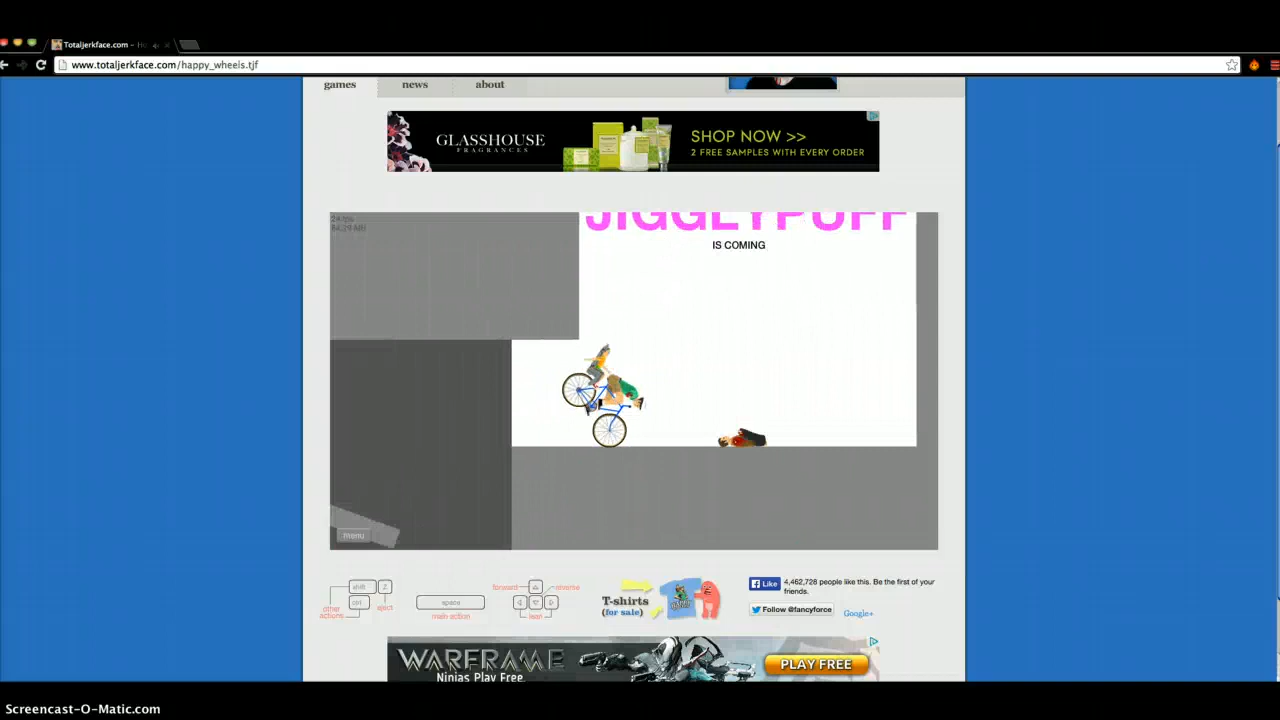 Totaljerkface.com -
www.totaljerkface.com/happy_wheels.tjf
games
news
about
GLASSHOUSE
FRAGRANCES
SHOP NOW >>
2 FREE SAMPLES WITH EVERY ORDER
JIGGLYPUFF
IS COMING
menu
shift
Z
ctrl
other
actions
eject
space
main action
forward
reverse
lean
T-shirts
(for sale)
Like
4,462,728 people like this. Be the first of your
friends.
Follow @fancyforce
Google+
WARFRAME
Ninjas Play Free
PLAY FREE
Screencast-O-Matic.com